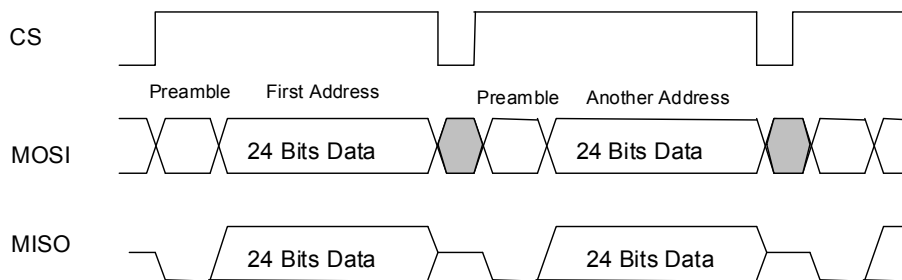 CS
Preamble First Address Preamble Another Address
MOSI 24 Bits Data 24 Bits Data
MISO 24 Bits Data 24 Bits Data